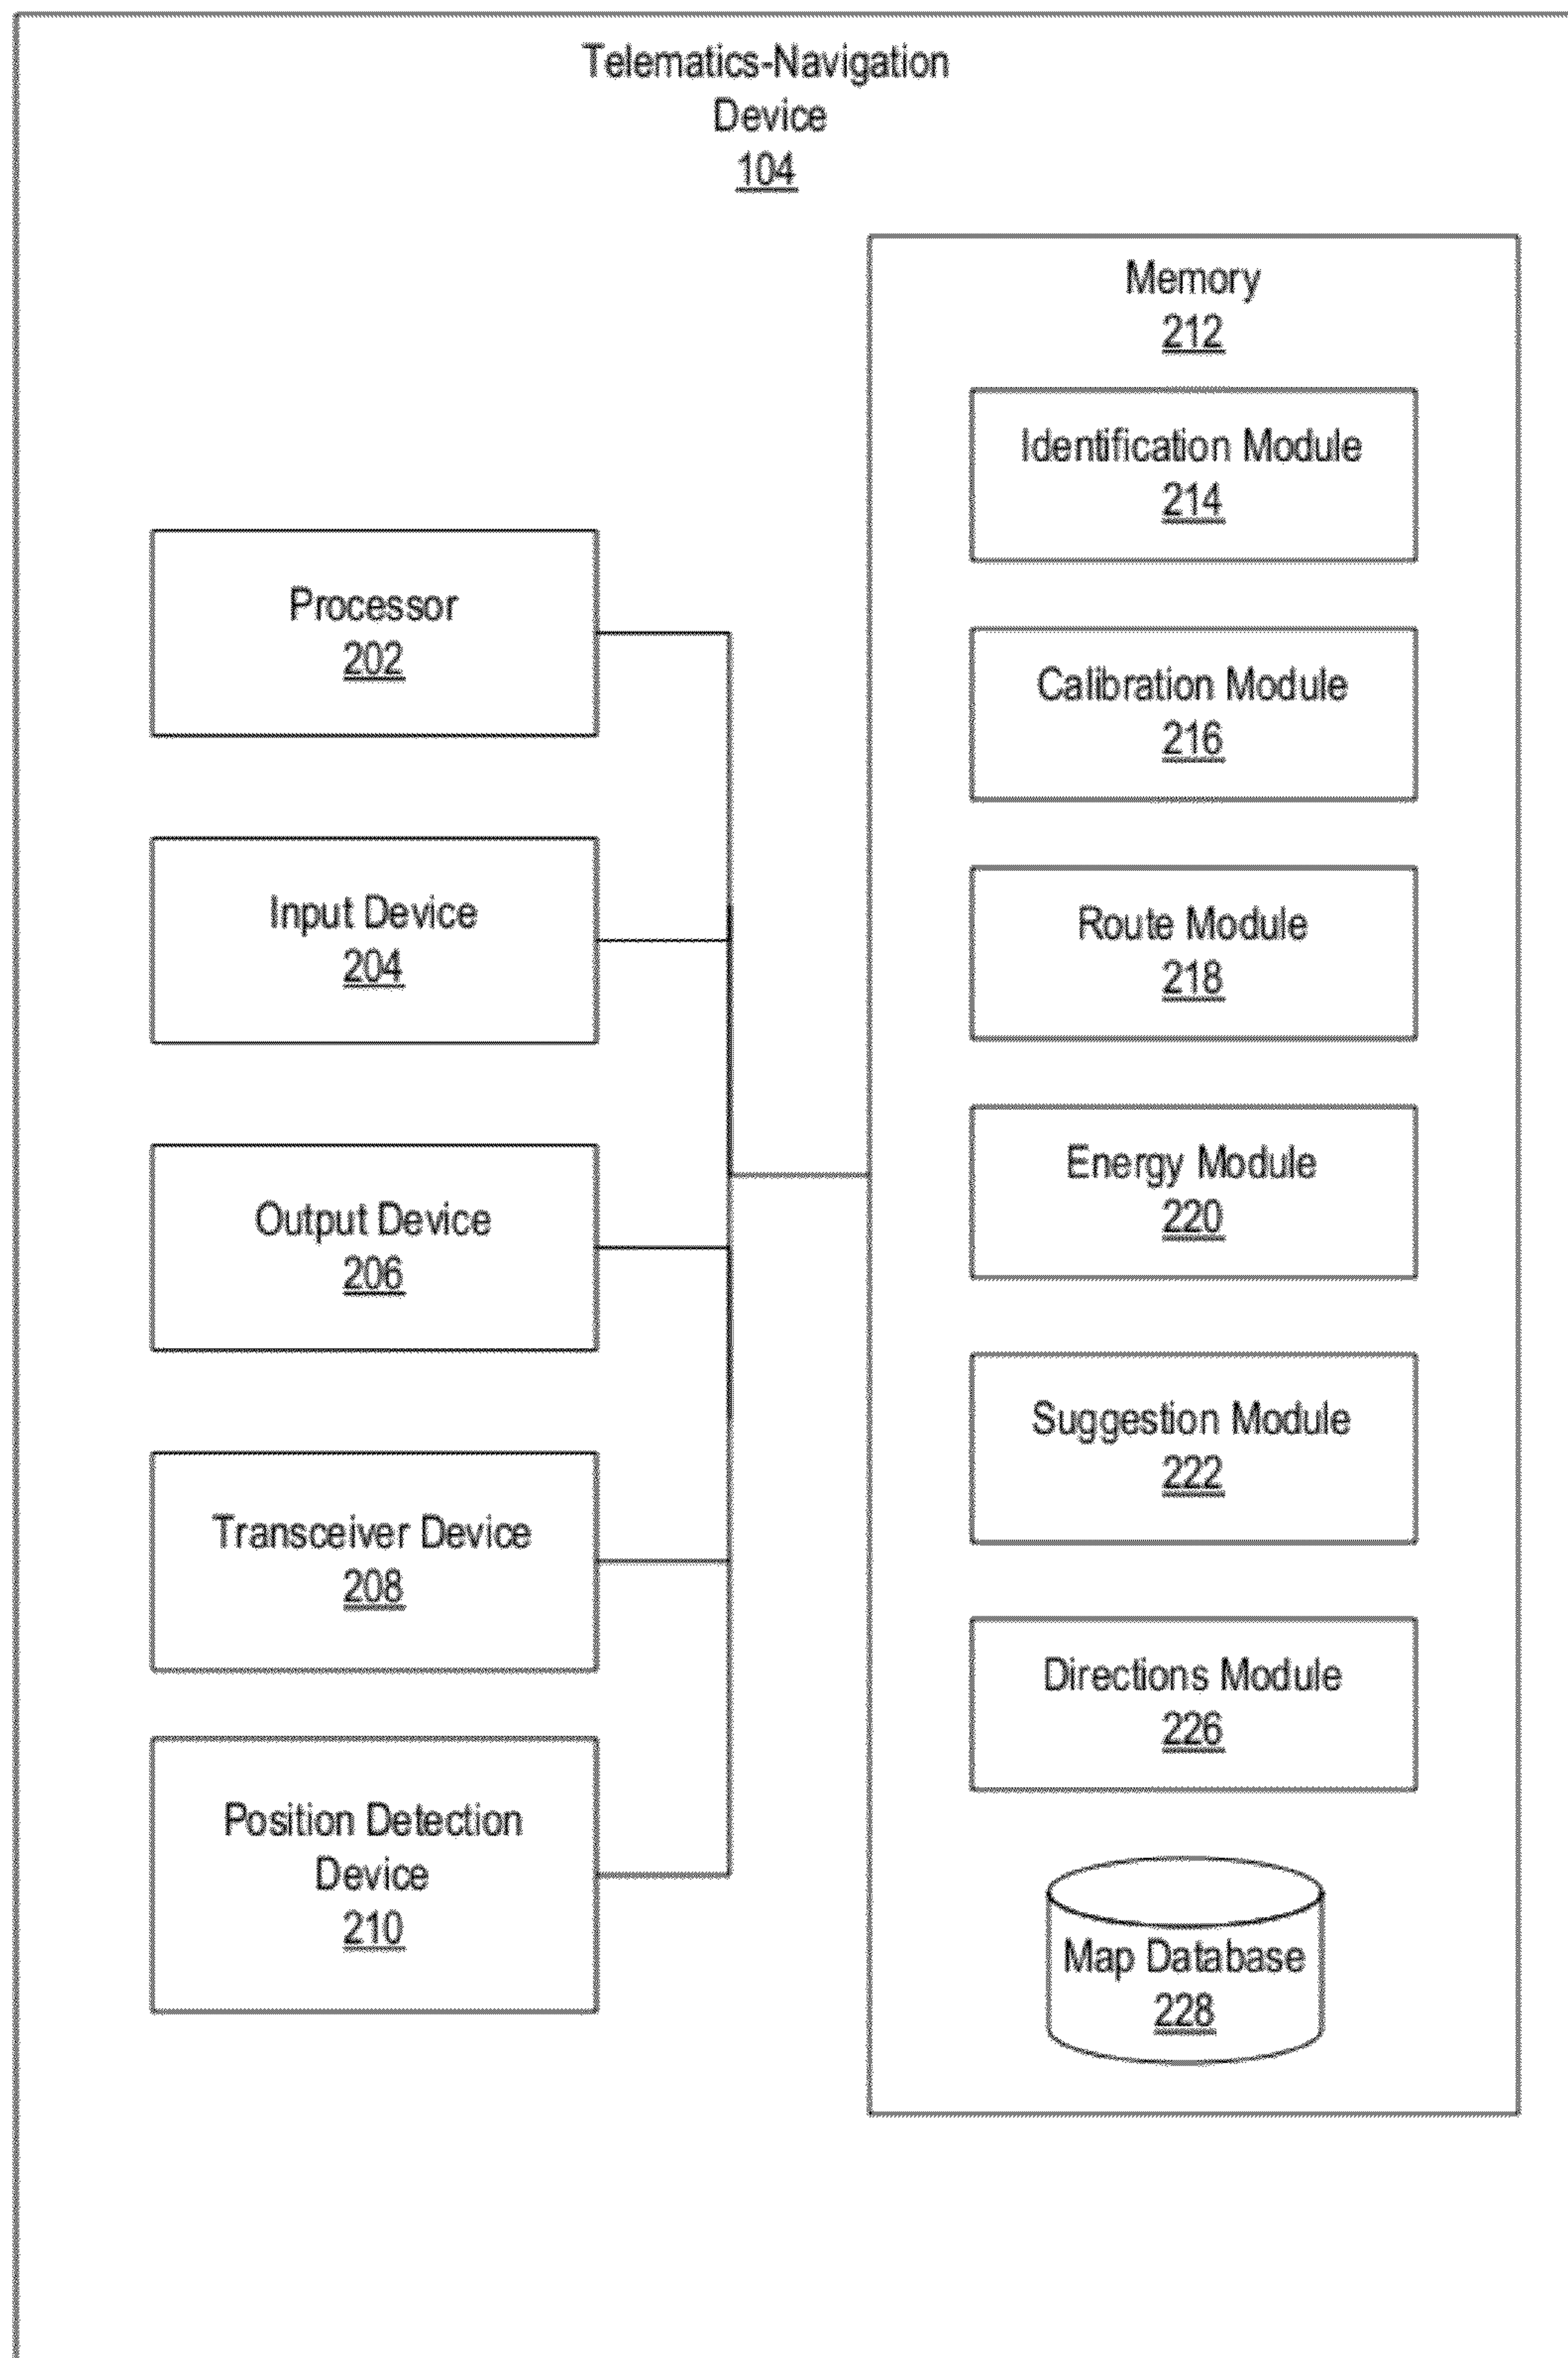 Telematics-Navigation
Device
104
Processor
202
Input Device
204
Output Device
206
Transceiver Device
208
Position Detection
Device
210
Memory
212
Identification Module
214
Calibration Module
216
Route Module
218
Energy Module
220
Suggestion Module
222
Directions Module
226
Map Database
228